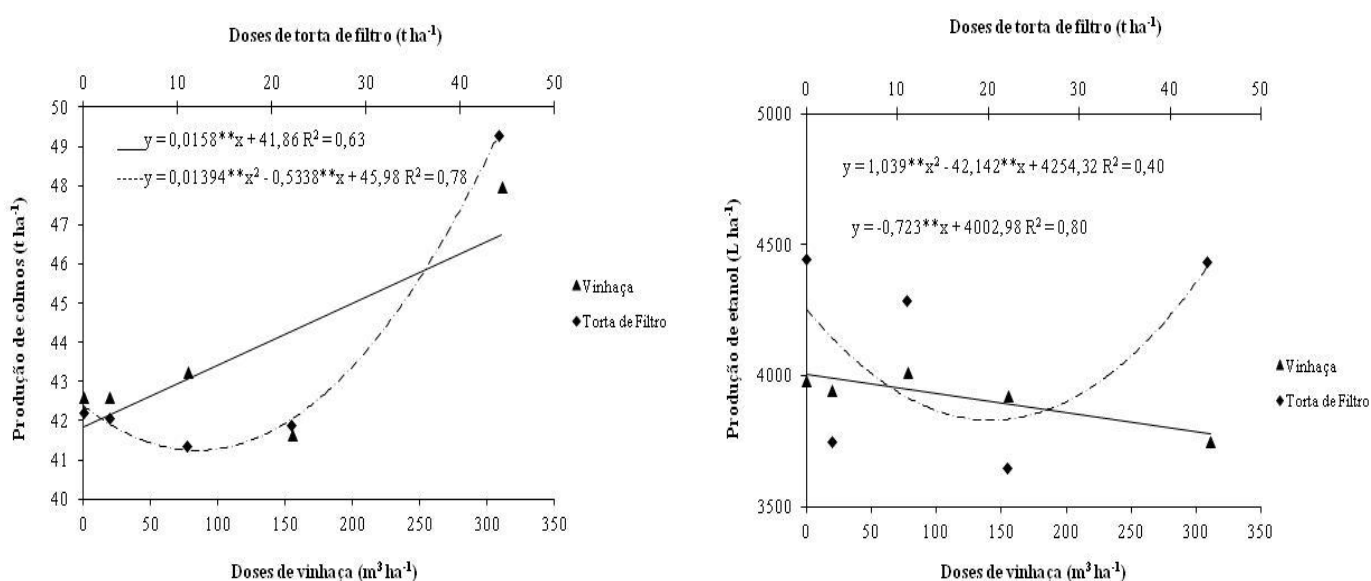 Doses de torta de filtro (t ha⁻¹)
0 10 20 30 40 50
50
49
48
47
46
45
44
43
42
41
40
Produção de colmos (t ha⁻¹)
y = 0,0158**x + 41,86 R² = 0,63
y = 0,01394**x² - 0,5338**x + 45,98 R² = 0,78
Vinhaça
Torta de Filtro
0 50 100 150 200 250 300 350
Doses de vinhaça (m³ ha⁻¹)
Doses de torta de filtro (t ha⁻¹)
0 10 20 30 40 50
5000
4500
4000
3500
Produção de etanol (L ha⁻¹)
y = 1,039**x² - 42,142**x + 4254,32 R² = 0,40
y = -0,723**x + 4002,98 R² = 0,80
Vinhaça
Torta de Filtro
0 50 100 150 200 250 300 350
Doses de vinhaça (m³ ha⁻¹)